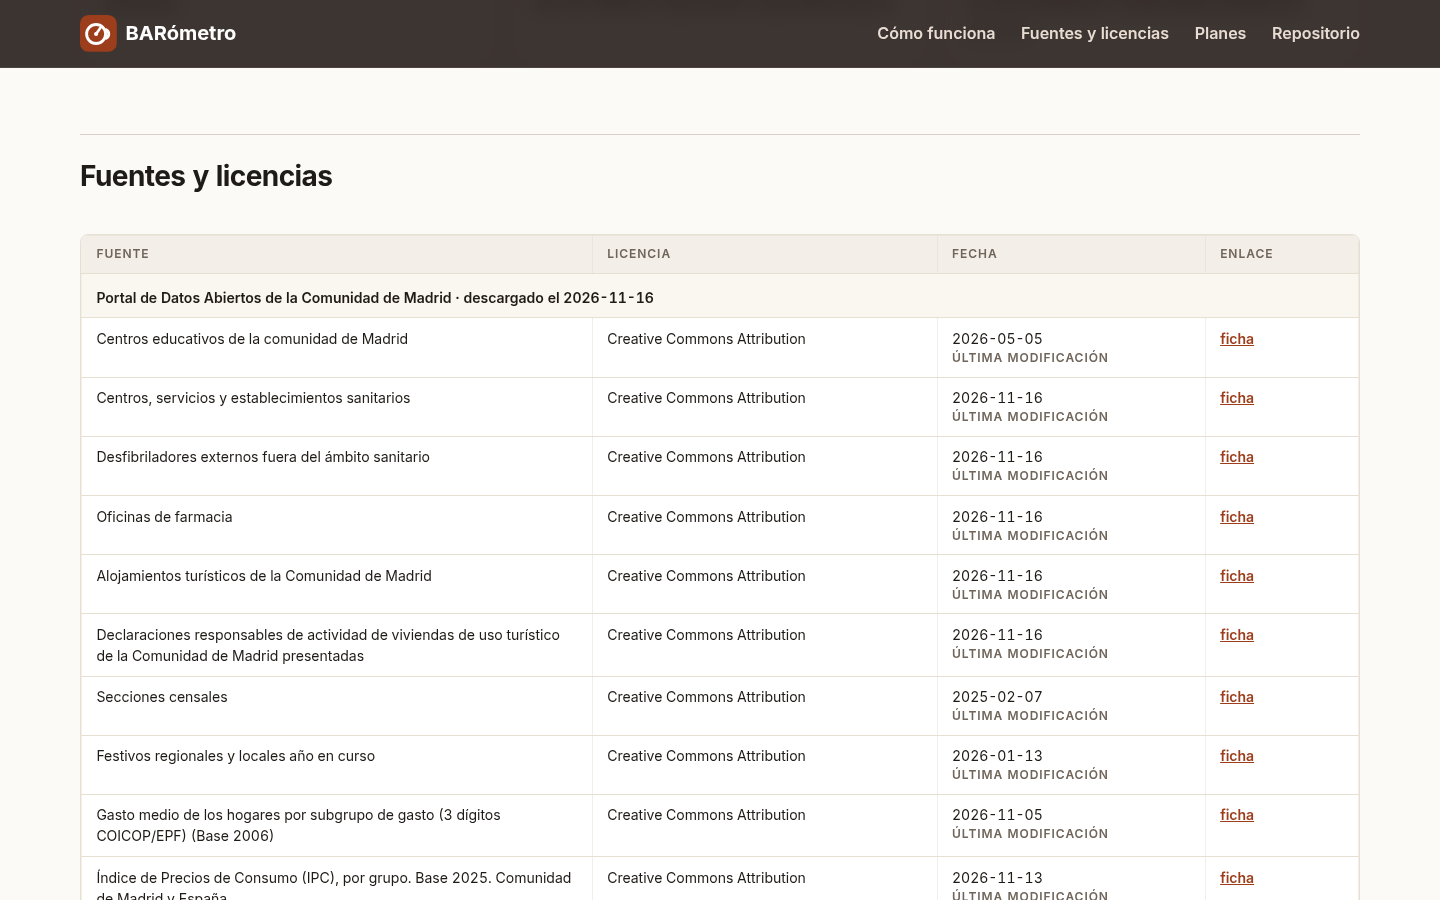 BARómetro
Cómo funciona
Fuentes y licencias
Planes
Repositorio
Fuentes y licencias
FUENTE
LICENCIA
FECHA
ENLACE
Portal de Datos Abiertos de la Comunidad de Madrid · descargado el 2026-11-16
Centros educativos de la comunidad de Madrid
Creative Commons Attribution
2026-05-05
ÚLTIMA MODIFICACIÓN
ficha
Centros, servicios y establecimientos sanitarios
Creative Commons Attribution
2026-11-16
ÚLTIMA MODIFICACIÓN
ficha
Desfibriladores externos fuera del ámbito sanitario
Creative Commons Attribution
2026-11-16
ÚLTIMA MODIFICACIÓN
ficha
Oficinas de farmacia
Creative Commons Attribution
2026-11-16
ÚLTIMA MODIFICACIÓN
ficha
Alojamientos turísticos de la Comunidad de Madrid
Creative Commons Attribution
2026-11-16
ÚLTIMA MODIFICACIÓN
ficha
Declaraciones responsables de actividad de viviendas de uso turístico
de la Comunidad de Madrid presentadas
Creative Commons Attribution
2026-11-16
ÚLTIMA MODIFICACIÓN
ficha
Secciones censales
Creative Commons Attribution
2025-02-07
ÚLTIMA MODIFICACIÓN
ficha
Festivos regionales y locales año en curso
Creative Commons Attribution
2026-01-13
ÚLTIMA MODIFICACIÓN
ficha
Gasto medio de los hogares por subgrupo de gasto (3 dígitos
COICOP/EPF) (Base 2006)
Creative Commons Attribution
2026-11-05
ÚLTIMA MODIFICACIÓN
ficha
Índice de Precios de Consumo (IPC), por grupo. Base 2025. Comunidad
de Madrid y España
Creative Commons Attribution
2026-11-13
ÚLTIMA MODIFICACIÓN
ficha